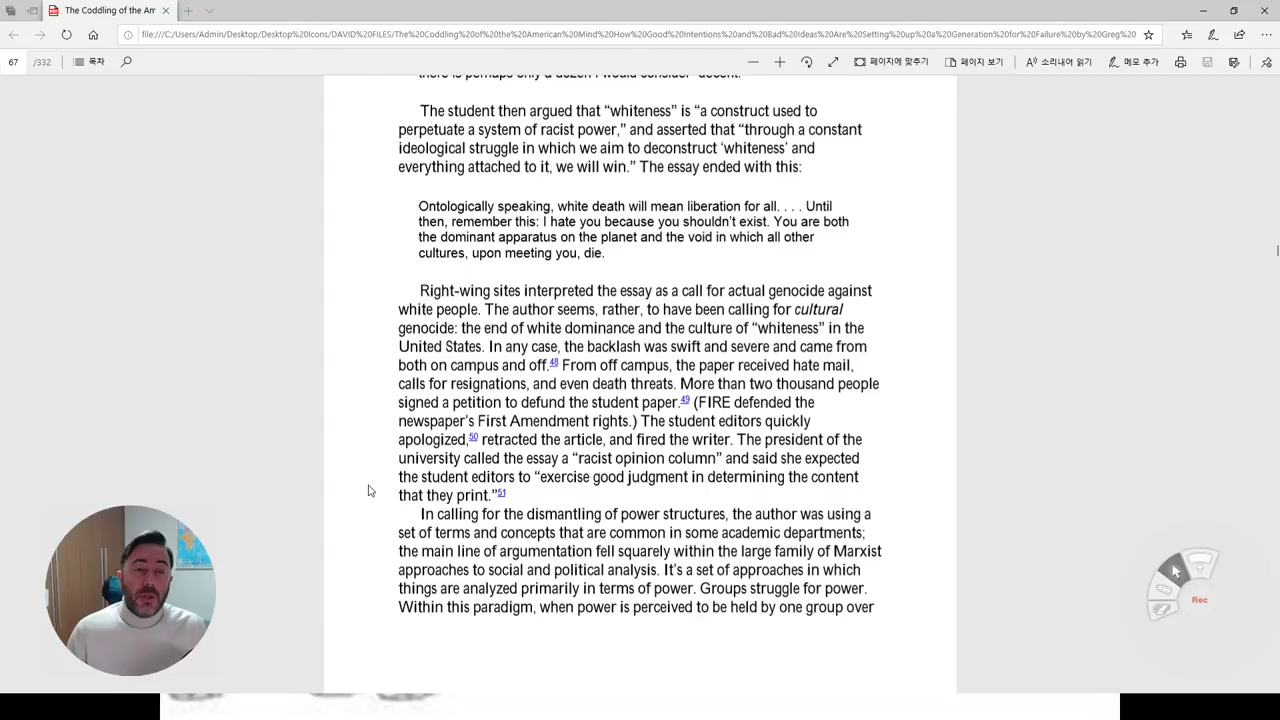 The Coddling of the Am
file:///C:/Users/Admin/Desktop/Desktop%20Icons/DAVID%20FILES/The%20Coddling%20of%20the%20American%20Mind%20How%20Good%20Intentions%20and%20Bad%20Ideas%20Are%20Setting%20up%20a%20Generation%20for%20Failure%20by%20Greg%20
67 /332 목차 페이지에 맞추기 페이지 보기 소리내어 읽기 메모 추가
there is perhaps only a dozen I would consider "decent."
The student then argued that “whiteness” is “a construct used to
perpetuate a system of racist power,” and asserted that “through a constant
ideological struggle in which we aim to deconstruct ‘whiteness’ and
everything attached to it, we will win.” The essay ended with this:
Ontologically speaking, white death will mean liberation for all. . . . Until
then, remember this: I hate you because you shouldn’t exist. You are both
the dominant apparatus on the planet and the void in which all other
cultures, upon meeting you, die.
Right-wing sites interpreted the essay as a call for actual genocide against
white people. The author seems, rather, to have been calling for cultural
genocide: the end of white dominance and the culture of “whiteness” in the
United States. In any case, the backlash was swift and severe and came from
both on campus and off.48 From off campus, the paper received hate mail,
calls for resignations, and even death threats. More than two thousand people
signed a petition to defund the student paper.49 (FIRE defended the
newspaper’s First Amendment rights.) The student editors quickly
apologized,50 retracted the article, and fired the writer. The president of the
university called the essay a “racist opinion column” and said she expected
the student editors to “exercise good judgment in determining the content
that they print.”51
In calling for the dismantling of power structures, the author was using a
set of terms and concepts that are common in some academic departments;
the main line of argumentation fell squarely within the large family of Marxist
approaches to social and political analysis. It’s a set of approaches in which
things are analyzed primarily in terms of power. Groups struggle for power.
Within this paradigm, when power is perceived to be held by one group over
Rec